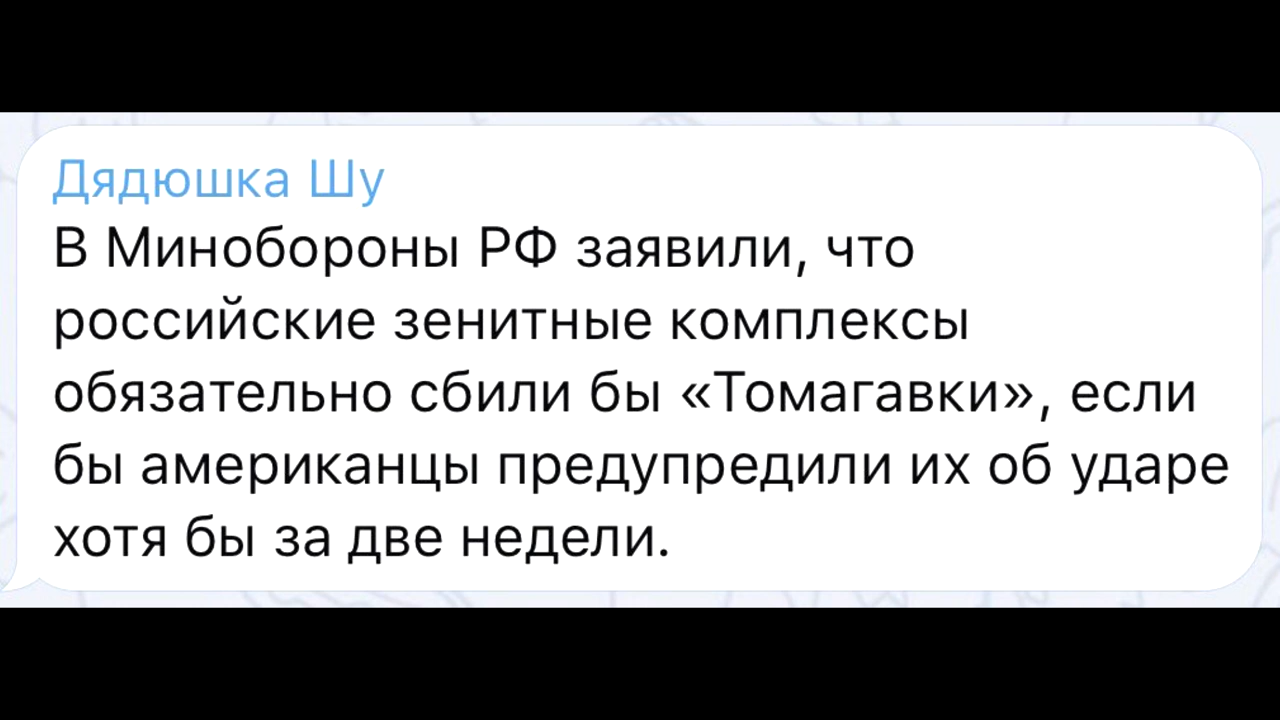 Дядюшка Шу
В Минобороны РФ заявили, что
российские зенитные комплексы
обязательно сбили бы «Томагавки», если
бы американцы предупредили их об ударе
хотя бы за две недели.